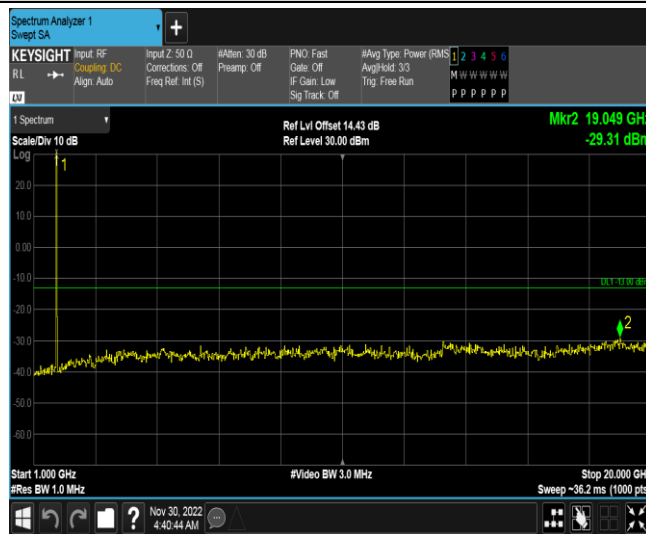 Spectrum Analyzer 1
Swept SA
+
KEYSIGHT
RL
LXI
Input: RF
Coupling: DC
Align: Auto
Input Z: 50 Ω
Corrections: Off
Freq Ref: Int (S)
#Atten: 30 dB
Preamp: Off
PNO: Fast
Gate: Off
IF Gain: Low
Sig Track: Off
#Avg Type: Power (RMS
Avg|Hold: 3/3
Trig: Free Run
1 2 3 4 5 6
M W W W W W
P P P P P P
1 Spectrum
Scale/Div 10 dB
Log
Ref Lvl Offset 14.43 dB
Ref Level 30.00 dBm
Mkr2 19.049 GHz
-29.31 dBm
1
20.0
10.0
0.00
-10.0
DL1 -13.00 dBm
-20.0
2
-30.0
-40.0
-50.0
-60.0
Start 1.000 GHz
#Res BW 1.0 MHz
#Video BW 3.0 MHz
Stop 20.000 GHz
Sweep ~36.2 ms (1000 pts)
?
Nov 30, 2022
4:40:44 AM